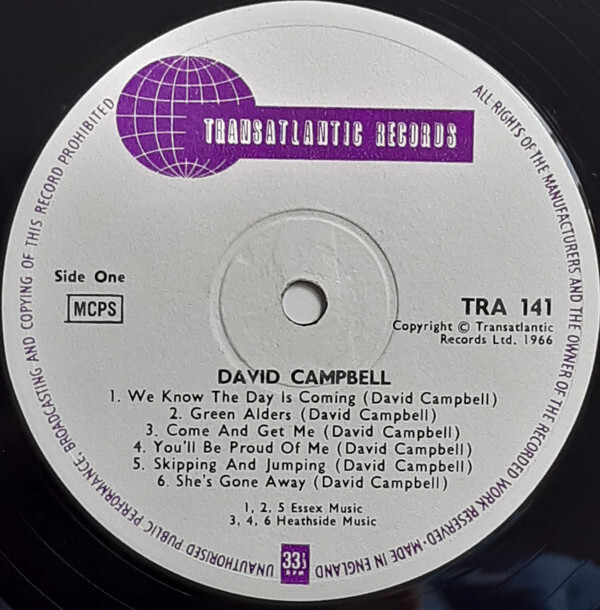 UNAUTHORISED PUBLIC PERFORMANCE, BROADCASTING AND COPYING OF THIS RECORD PROHIBITED
ALL RIGHTS OF THE MANUFACTURERS AND THE OWNER OF THE RECORDED WORK RESERVED·MADE IN ENGLAND
TRANSATLANTIC RECORDS
Side One
MCPS
TRA 141
Copyright © Transatlantic
Records Ltd. 1966
DAVID CAMPBELL
1. We Know The Day Is Coming (David Campbell)
2. Green Alders (David Campbell)
3. Come And Get Me (David Campbell)
4. You'll Be Proud Of Me (David Campbell)
5. Skipping And Jumping (David Campbell)
6. She's Gone Away (David Campbell)
1, 2, 5 Essex Music
3, 4, 6 Heathside Music
33⅓
RPM